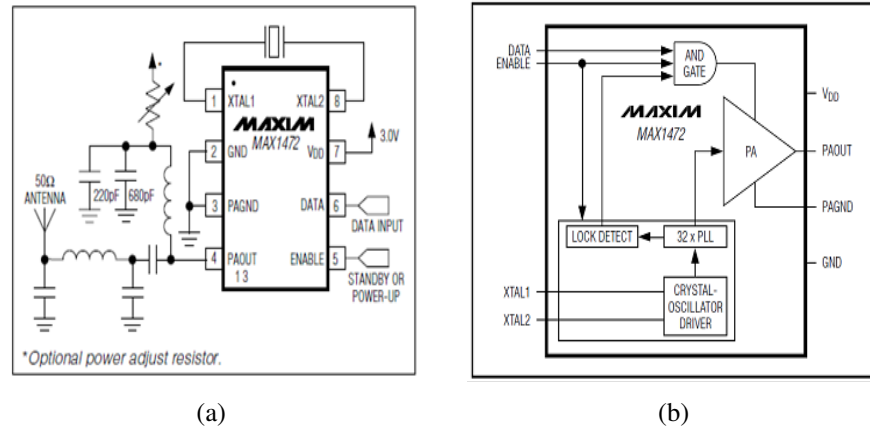 1 XTAL1 XTAL2 8
MAXIM
MAX1472
2 GND VDD 7
3.0V
*
220pF 680pF
50Ω
ANTENNA
3 PAGND DATA 6
DATA INPUT
4 PAOUT ENABLE 5
13
STANDBY OR
POWER-UP
*Optional power adjust resistor.
(a)
DATA
ENABLE
AND
GATE
VDD
MAXIM
MAX1472
PA
PAOUT
PAGND
LOCK DETECT
32 x PLL
GND
XTAL1
XTAL2
CRYSTAL-
OSCILLATOR
DRIVER
(b)